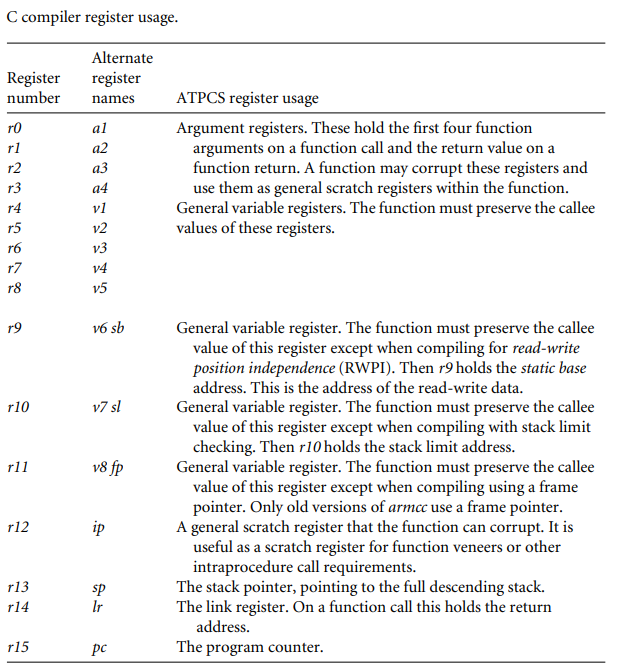 C compiler register usage.
Alternate
Register register
number names ATPCS register usage
r0 a1 Argument registers. These hold the first four function
r1 a2 arguments on a function call and the return value on a
r2 a3 function return. A function may corrupt these registers and
r3 a4 use them as general scratch registers within the function.
r4 v1 General variable registers. The function must preserve the callee
r5 v2 values of these registers.
r6 v3
r7 v4
r8 v5
r9 v6 sb General variable register. The function must preserve the callee
value of this register except when compiling for read-write
position independence (RWPI). Then r9 holds the static base
address. This is the address of the read-write data.
r10 v7 sl General variable register. The function must preserve the callee
value of this register except when compiling with stack limit
checking. Then r10 holds the stack limit address.
r11 v8 fp General variable register. The function must preserve the callee
value of this register except when compiling using a frame
pointer. Only old versions of armcc use a frame pointer.
r12 ip A general scratch register that the function can corrupt. It is
useful as a scratch register for function veneers or other
intraprocedure call requirements.
r13 sp The stack pointer, pointing to the full descending stack.
r14 lr The link register. On a function call this holds the return
address.
r15 pc The program counter.